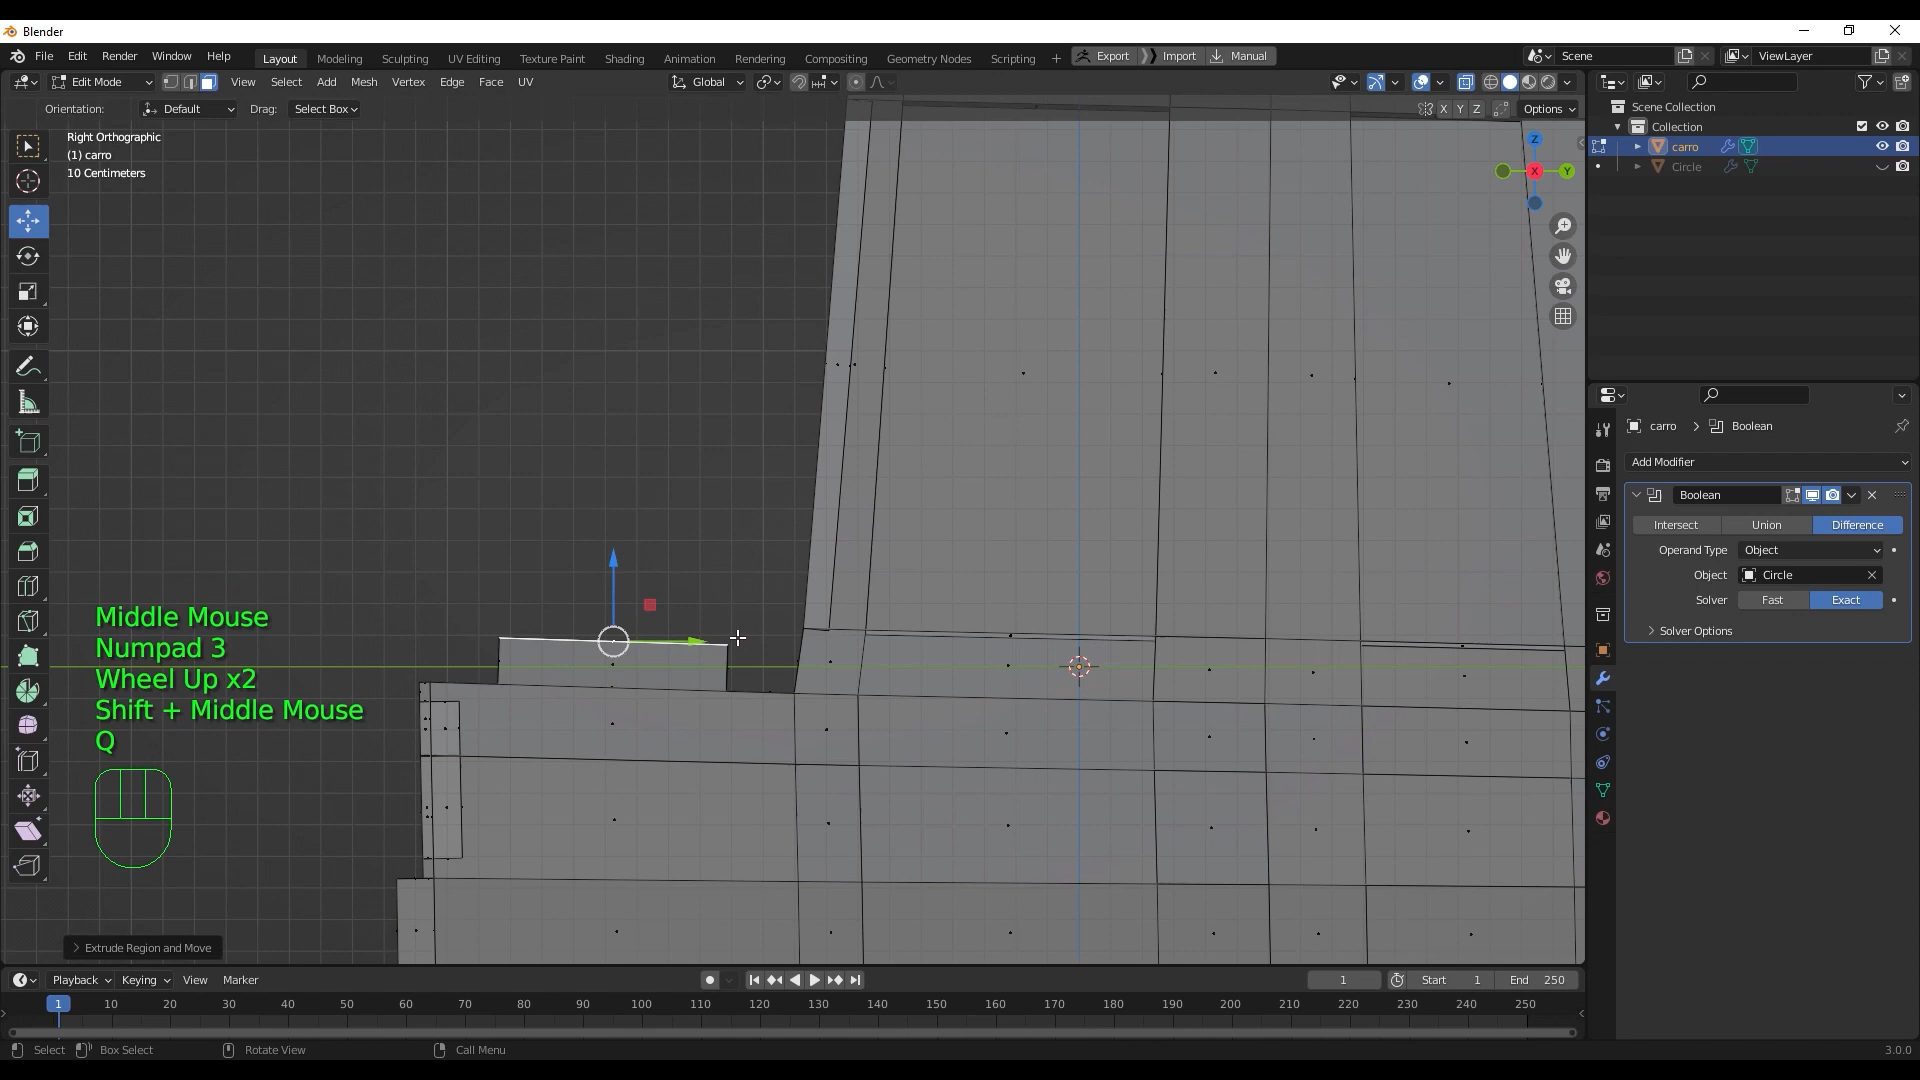 Blender
File Edit Render Window Help Layout Modeling Sculpting UV Editing Texture Paint Shading Animation Rendering Compositing Geometry Nodes Scripting + Export Import Manual Scene ViewLayer
Edit Mode View Select Add Mesh Vertex Edge Face UV Global
Orientation: Default Drag: Select Box X Y Z Options
Right Orthographic
(1) carro
10 Centimeters
Z
X
Y
Scene Collection
Collection
carro
Circle
carro > Boolean
Add Modifier
Boolean
Intersect Union Difference
Operand Type Object
Object Circle
Solver Fast Exact
Solver Options
Middle Mouse
Numpad 3
Wheel Up x2
Shift + Middle Mouse
Q
Extrude Region and Move
Playback Keying View Marker 1 Start 1 End 250
1 10 20 30 40 50 60 70 80 90 100 110 120 130 140 150 160 170 180 190 200 210 220 230 240 250
Select Box Select Rotate View Call Menu 3.0.0